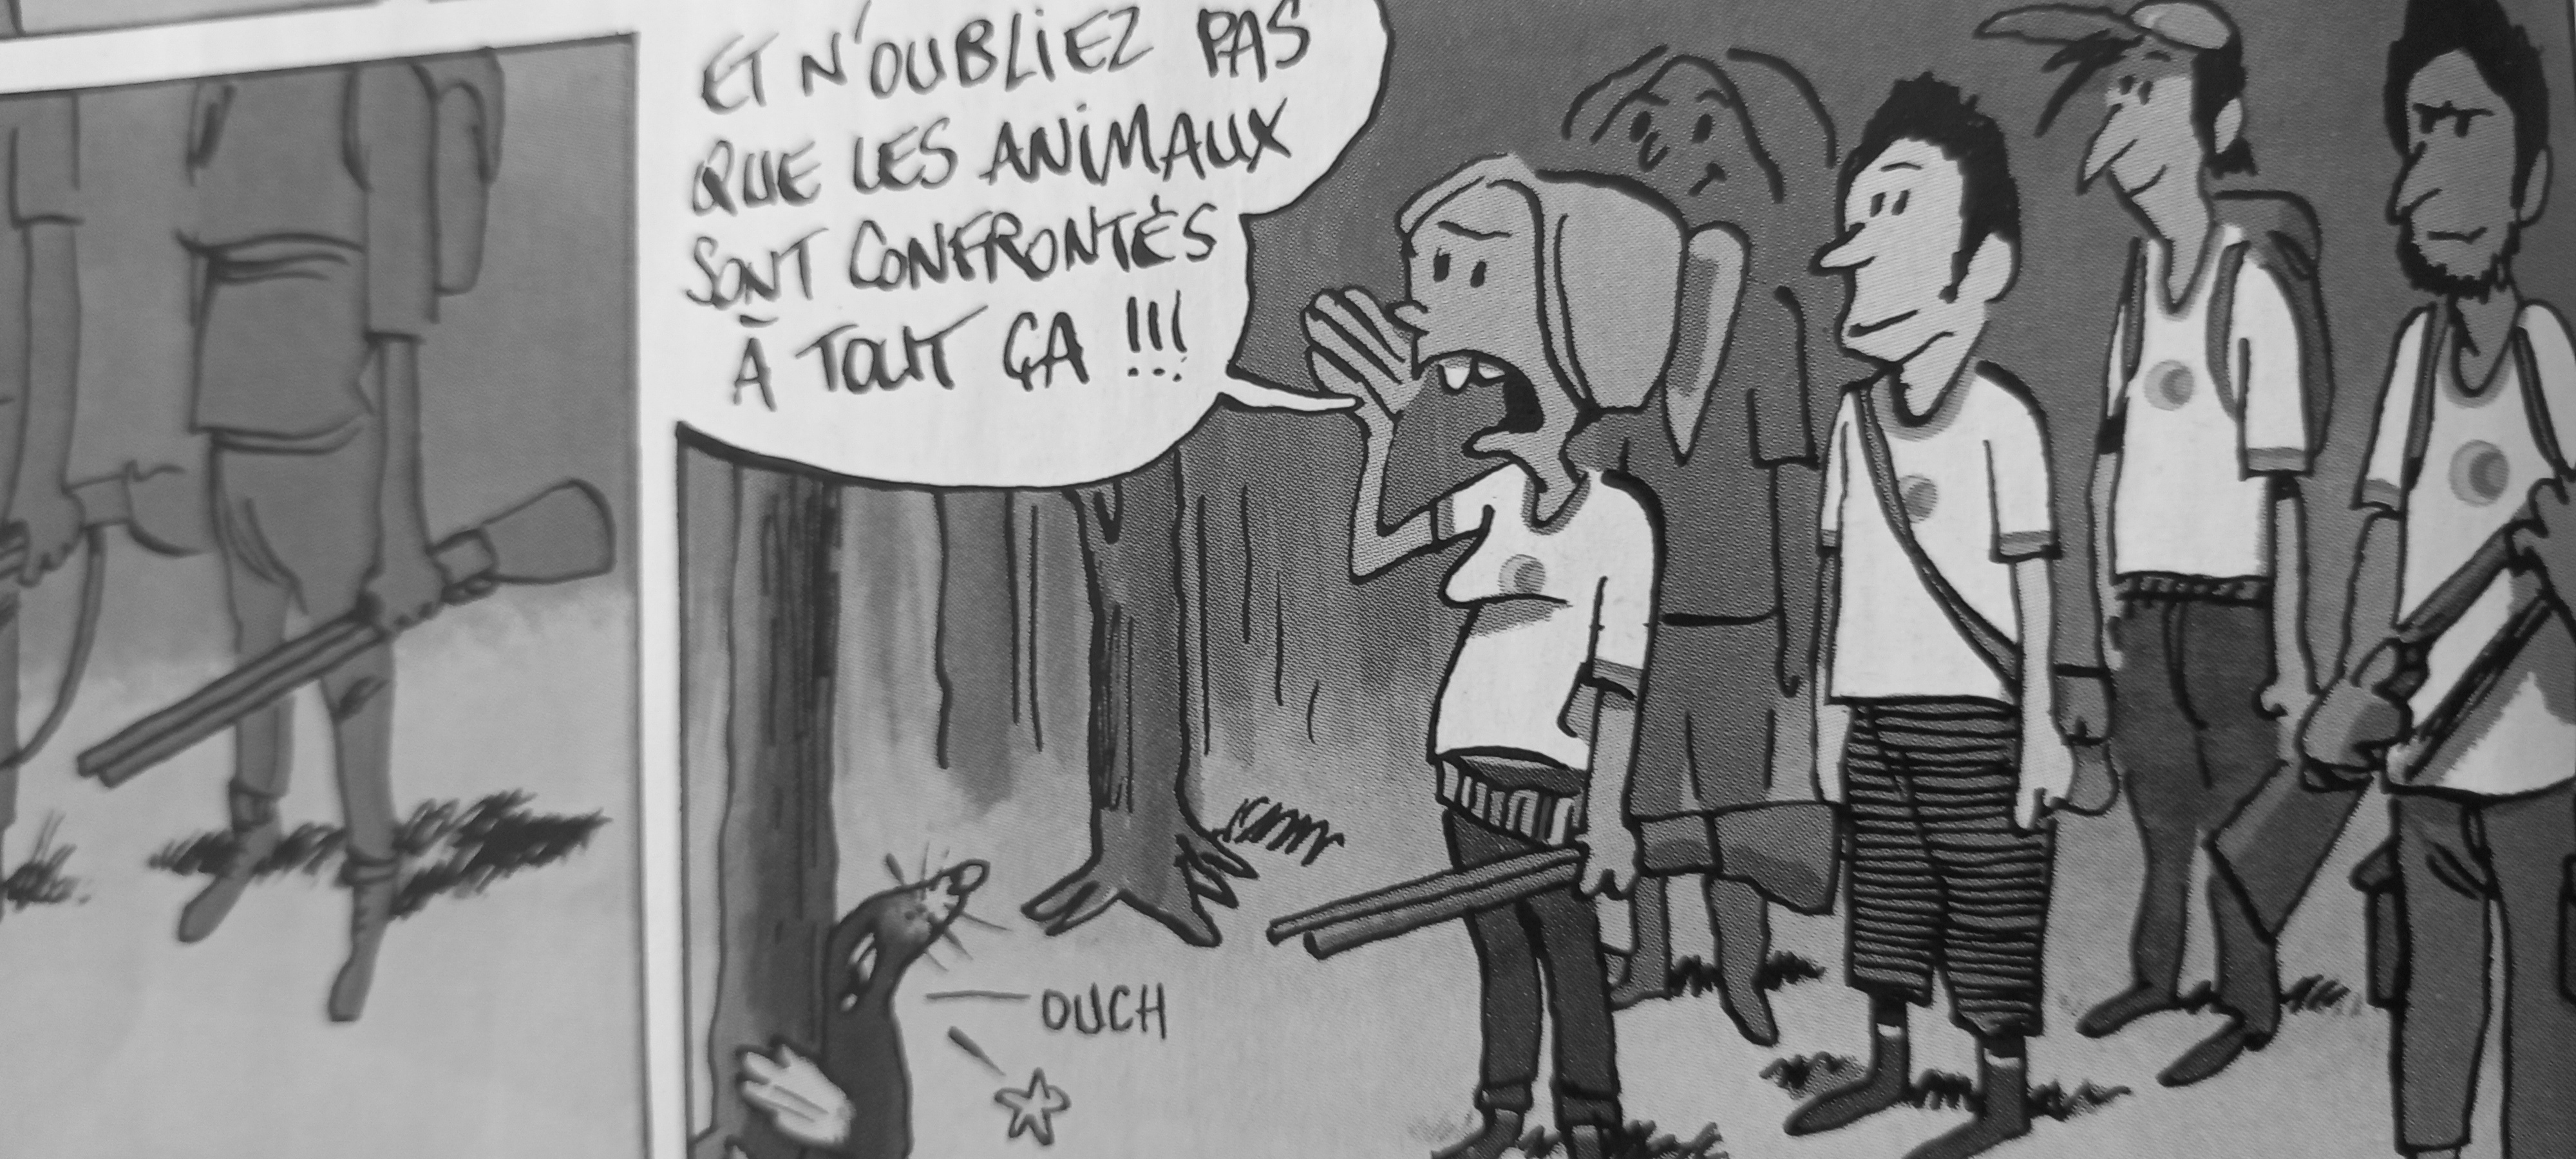 ET N'OUBLIEZ PAS
QUE LES ANIMAUX
SONT CONFRONTÉS
A TOUT ÇA !!!
OUCH